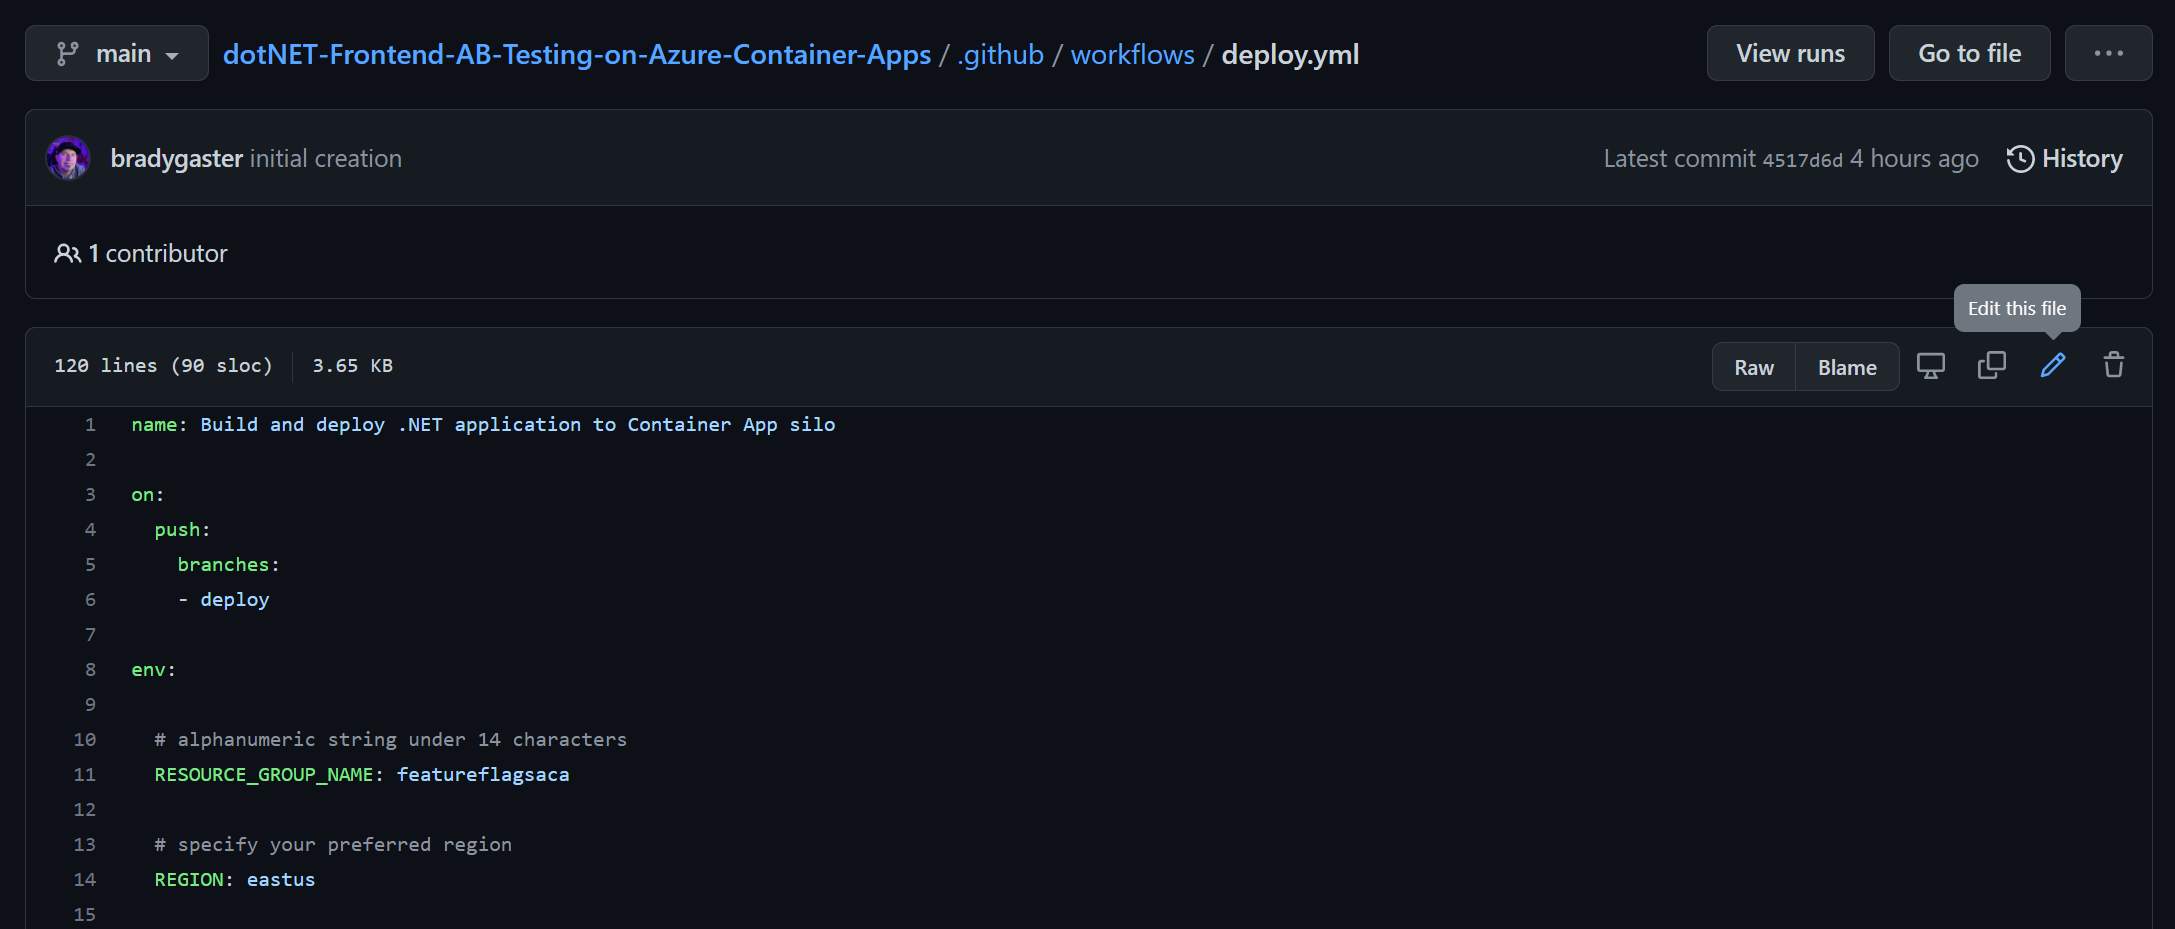 main dotNET-Frontend-AB-Testing-on-Azure-Container-Apps / .github / workflows / deploy.yml View runs Go to file ...
bradygaster initial creation Latest commit 4517d6d 4 hours ago History
1 contributor
Edit this file
120 lines (90 sloc) 3.65 KB Raw Blame
1 name: Build and deploy .NET application to Container App silo
2
3 on:
4   push:
5     branches:
6     - deploy
7
8 env:
9
10   # alphanumeric string under 14 characters
11   RESOURCE_GROUP_NAME: featureflagsaca
12
13   # specify your preferred region
14   REGION: eastus
15